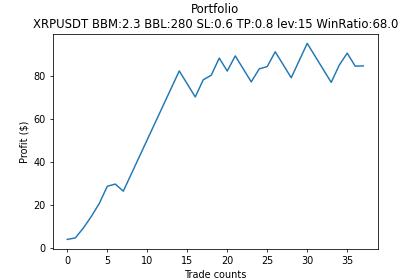 Portfolio
XRPUSDT BBM:2.3 BBL:280 SL:0.6 TP:0.8 lev:15 WinRatio:68.0
Profit ($)
80
60
40
20
0
0 5 10 15 20 25 30 35
Trade counts